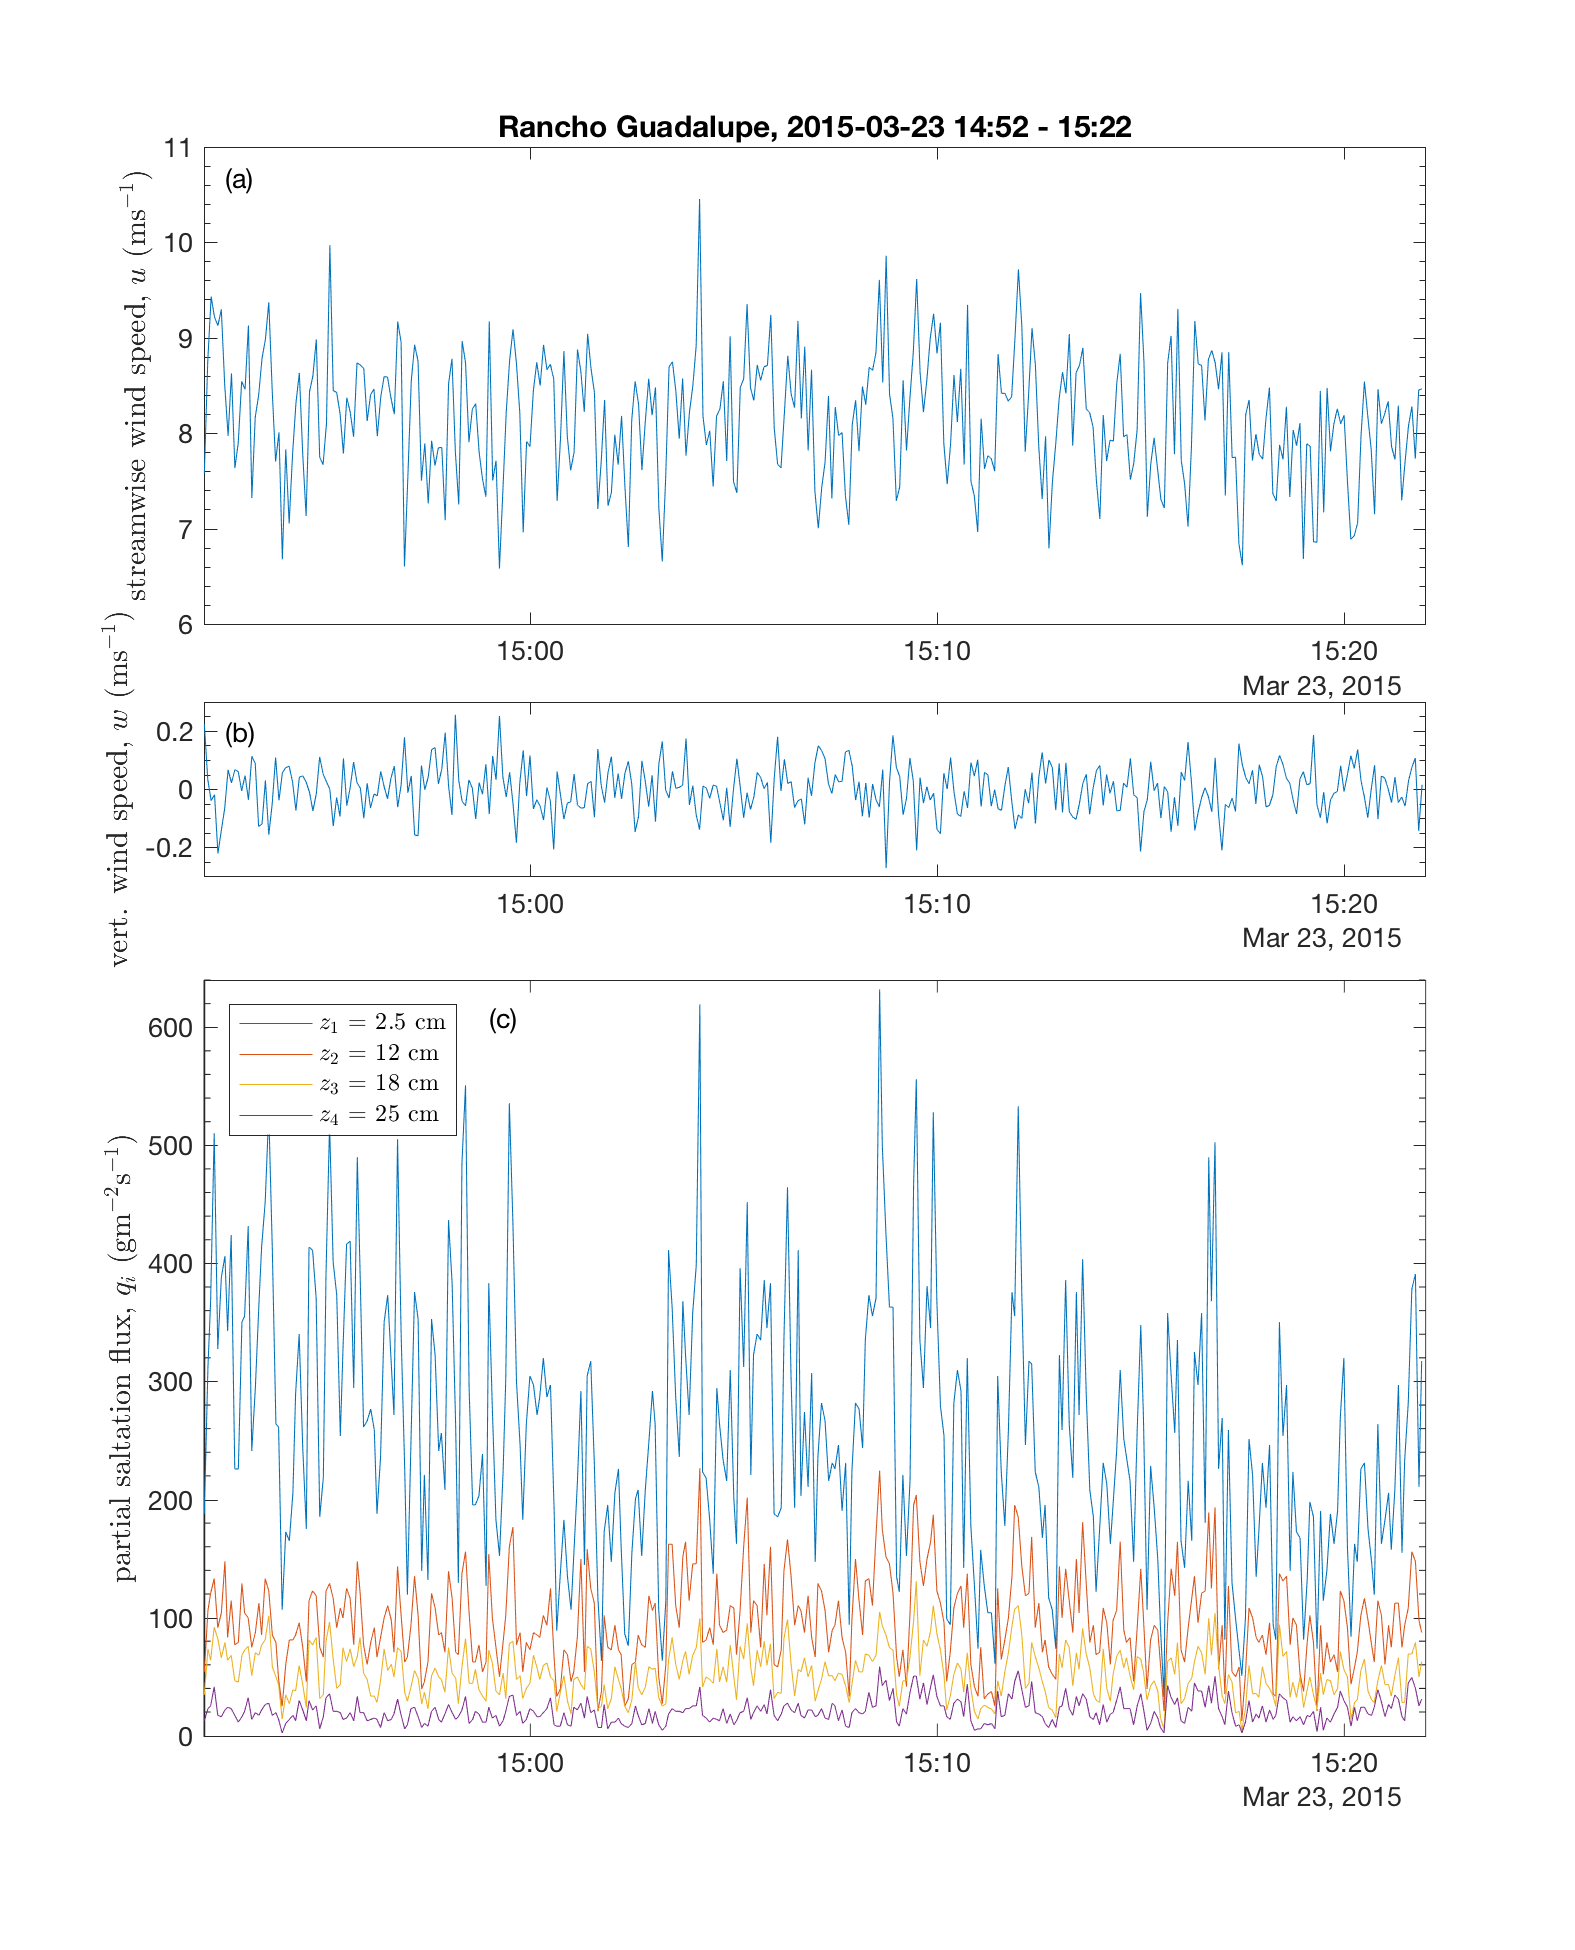 Rancho Guadalupe, 2015-03-23 14:52 - 15:22
(a)
streamwise wind speed, u (ms⁻¹)
11
10
9
8
7
6
15:00 15:10 15:20
Mar 23, 2015
(b)
vert. wind speed, w (ms⁻¹)
0.2
0
-0.2
15:00 15:10 15:20
Mar 23, 2015
(c)
z₁ = 2.5 cm
z₂ = 12 cm
z₃ = 18 cm
z₄ = 25 cm
partial saltation flux, qᵢ (gm⁻²s⁻¹)
600
500
400
300
200
100
0
15:00 15:10 15:20
Mar 23, 2015